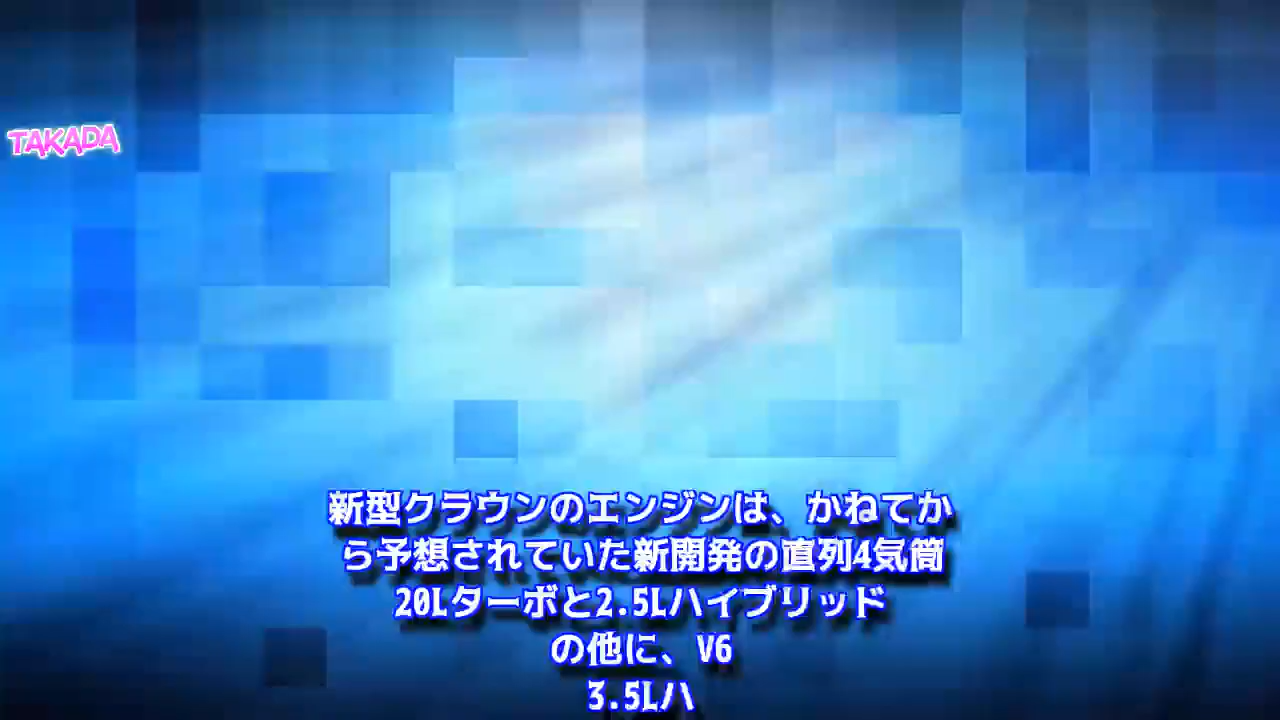 TAKADA
新型クラウンのエンジンは、かねてか
ら予想されていた新開発の直列4気筒
20Lターボと2.5Lハイブリッド
の他に、V6
3.5Lハ